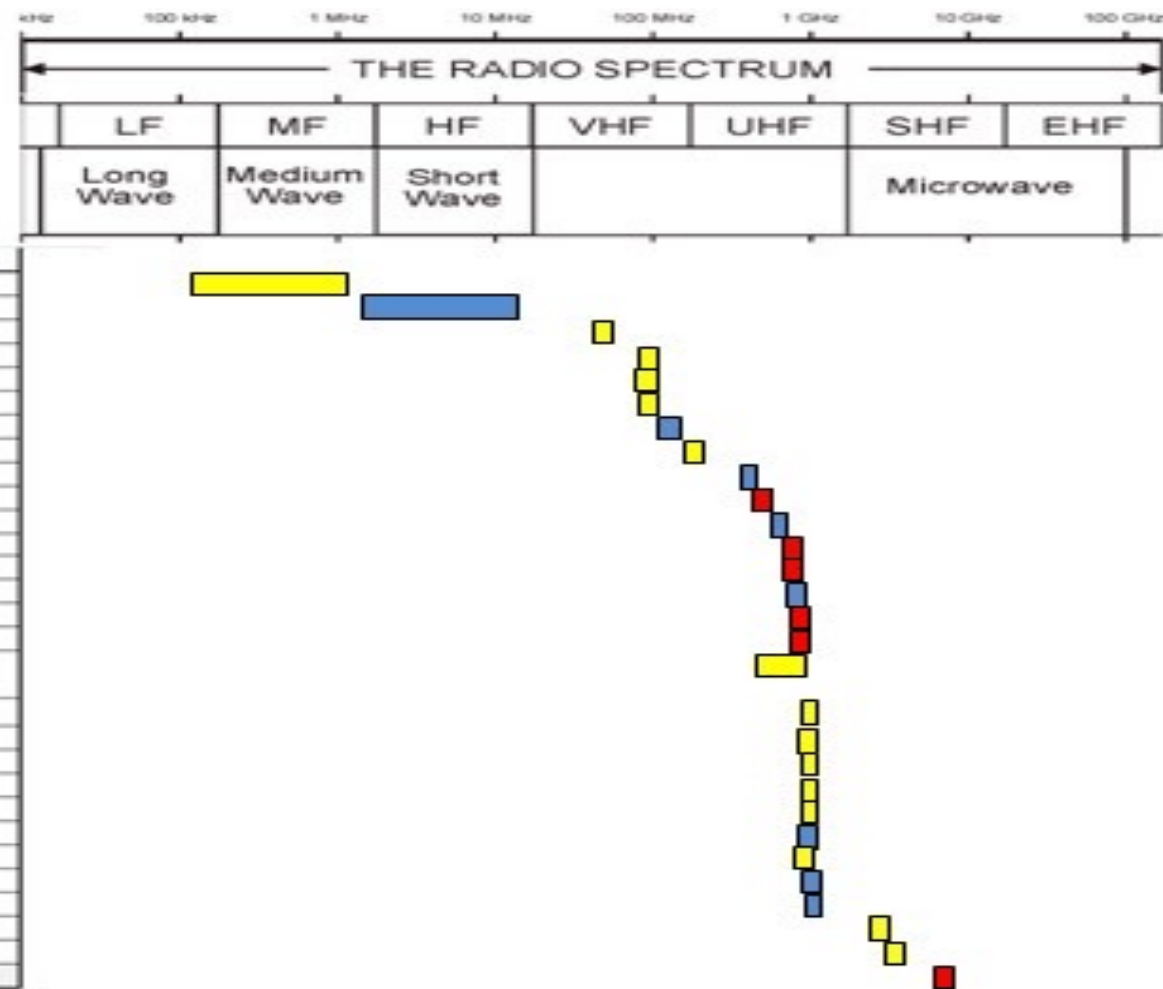 kHz 100 kHz 1 MHz 10 MHz 100 MHz 1 GHz 10 GHz 100 GHz
THE RADIO SPECTRUM
LF MF HF VHF UHF SHF EHF
Long Wave Medium Wave Short Wave Microwave